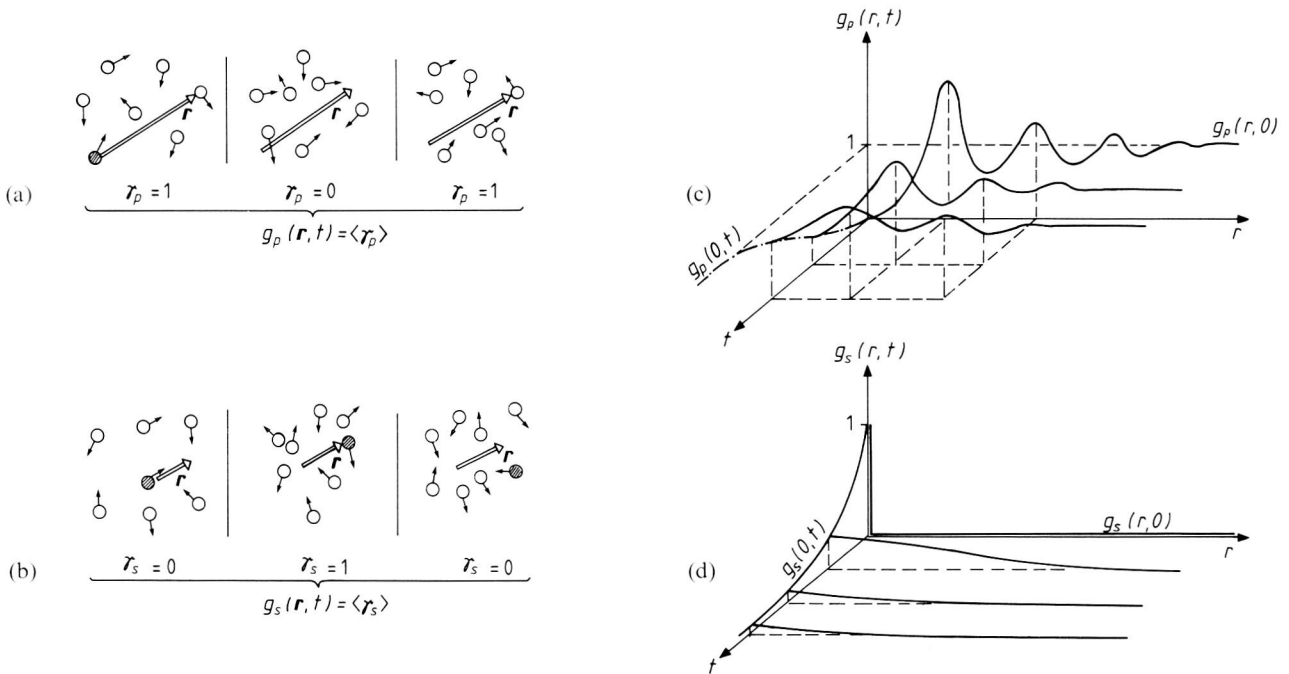 (a)
r r r
γp = 1 γp = 0 γp = 1
gp (r, t) = ⟨γp⟩
(b)
r r r
γs = 0 γs = 1 γs = 0
gs (r, t) = ⟨γs⟩
(c)
gp (r, t)
1
gp (r, 0)
r
gp (0, t)
t
(d)
gs (r, t)
1
gs (r, 0)
r
gs (0, t)
t